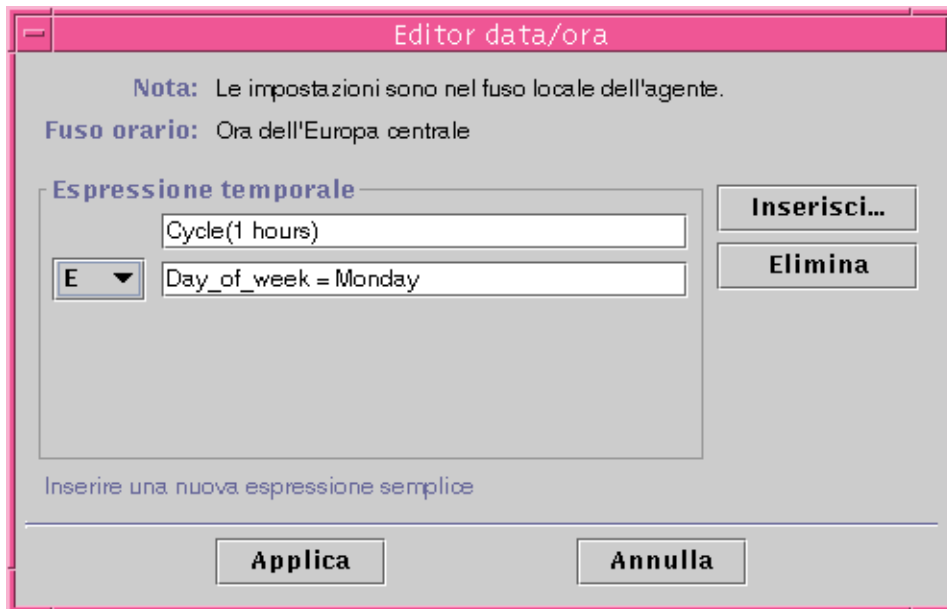 Editor data/ora
Nota: Le impostazioni sono nel fuso locale dell'agente.
Fuso orario: Ora dell'Europa centrale
Espressione temporale
Cycle(1 hours)
E Day_of_week = Monday
Inserisci...
Elimina
Inserire una nuova espressione semplice
Applica Annulla